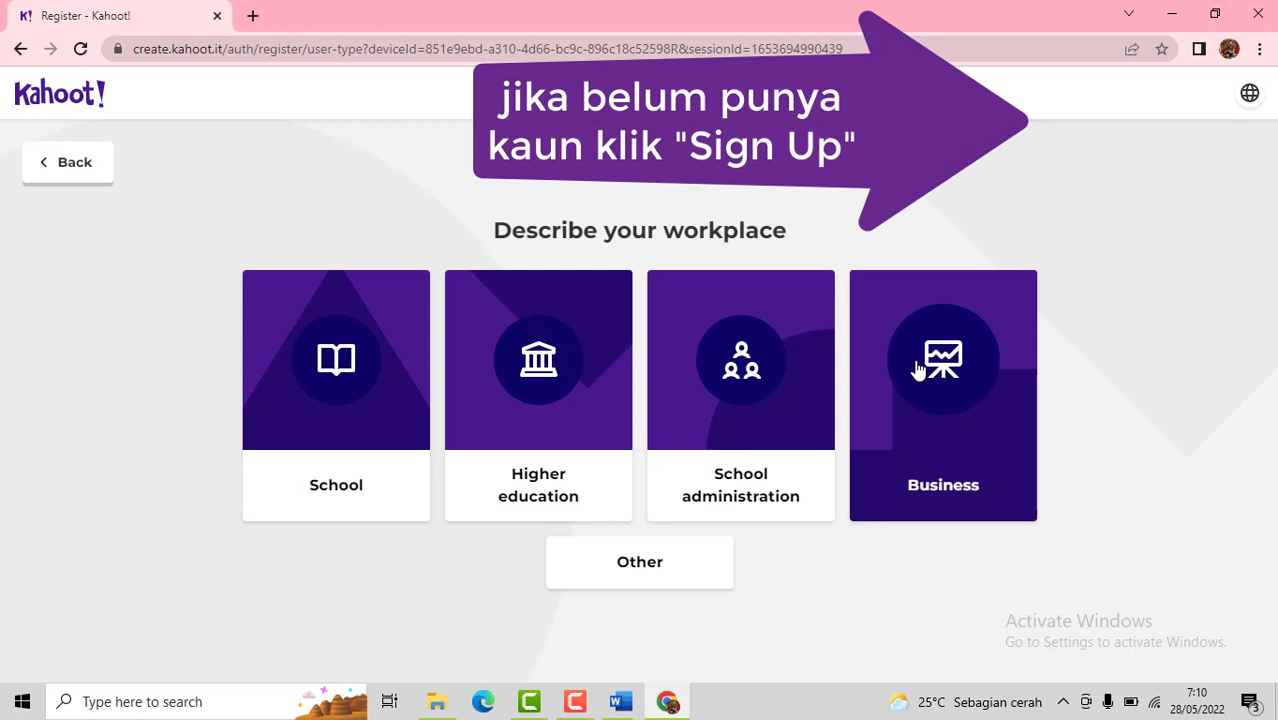 Register - Kahoot!
create.kahoot.it/auth/register/user-type?deviceId=851e9ebd-a310-4d66-bc9c-896c18c52598R&sessionId=1653694990439
Kahoot!
jika belum punya
kaun klik "Sign Up"
Back
Describe your workplace
School
Higher
education
School
administration
Business
Other
Activate Windows
Go to Settings to activate Windows.
Type here to search
25°C Sebagian cerah
7:10
28/05/2022
3